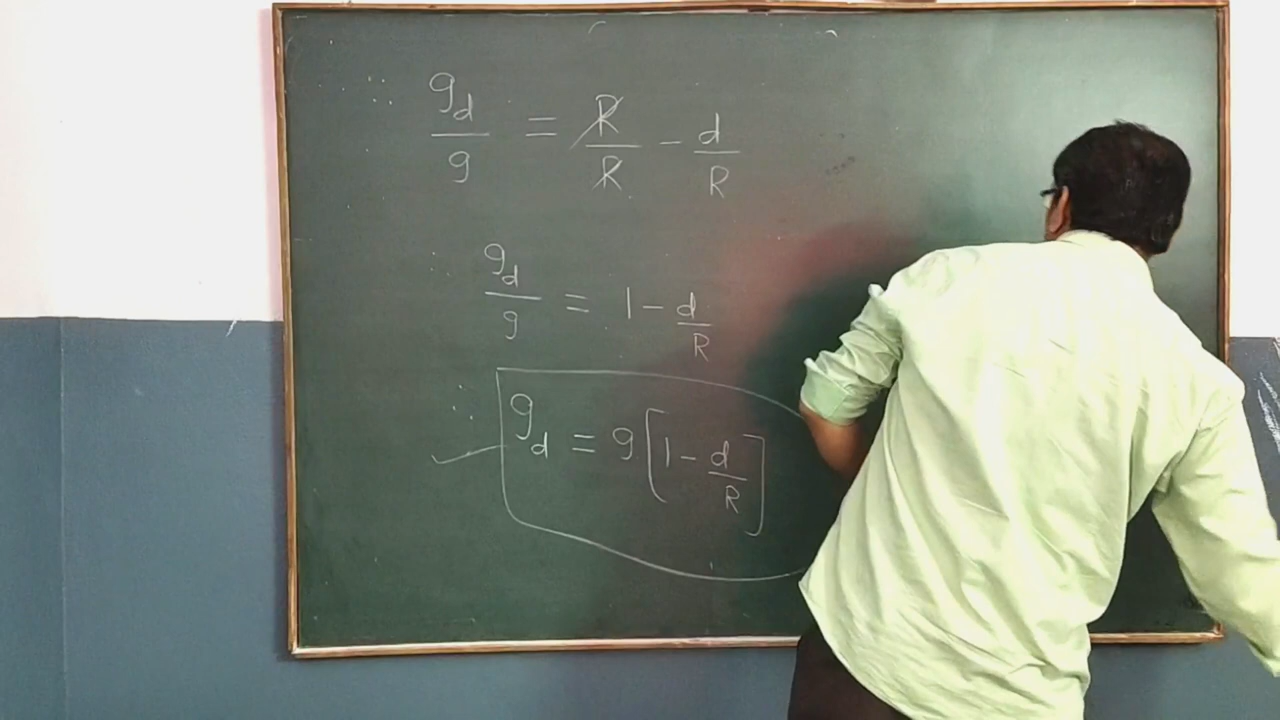 ∴ g_d/g = R/R - d/R
∴ g_d/g = 1 - d/R
∴ g_d = g[1 - d/R]